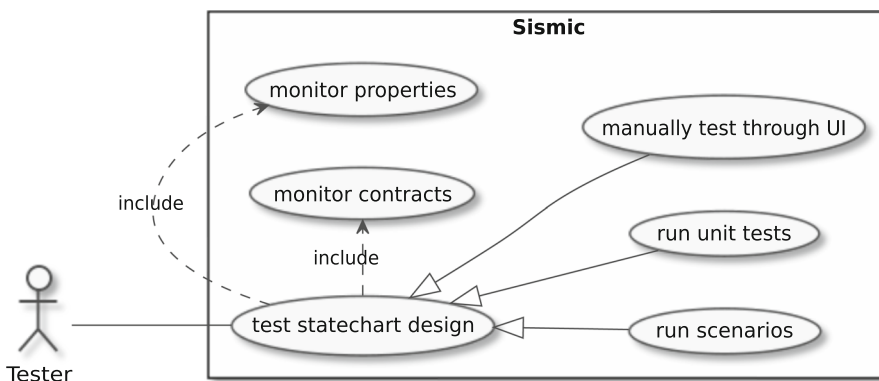 Sismic
monitor properties
manually test through UI
include
monitor contracts
run unit tests
include
test statechart design
run scenarios
Tester